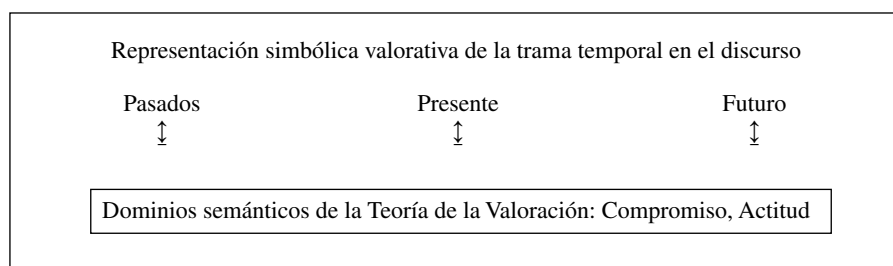 Representación simbólica valorativa de la trama temporal en el discurso
Pasados Presente Futuro
↨ ↨ ↨
Dominios semánticos de la Teoría de la Valoración: Compromiso, Actitud